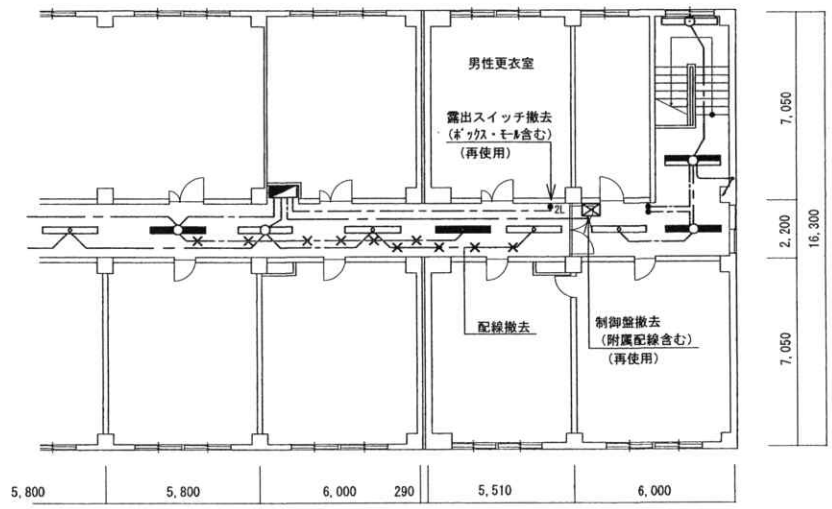 男性更衣室
露出スイッチ撤去
(ボックス・モール含む)
(再使用)
2L
配線撤去
制御盤撤去
(附属配線含む)
(再使用)
7,050
2,200
16,300
7,050
5,800
5,800
6,000
290
5,510
6,000